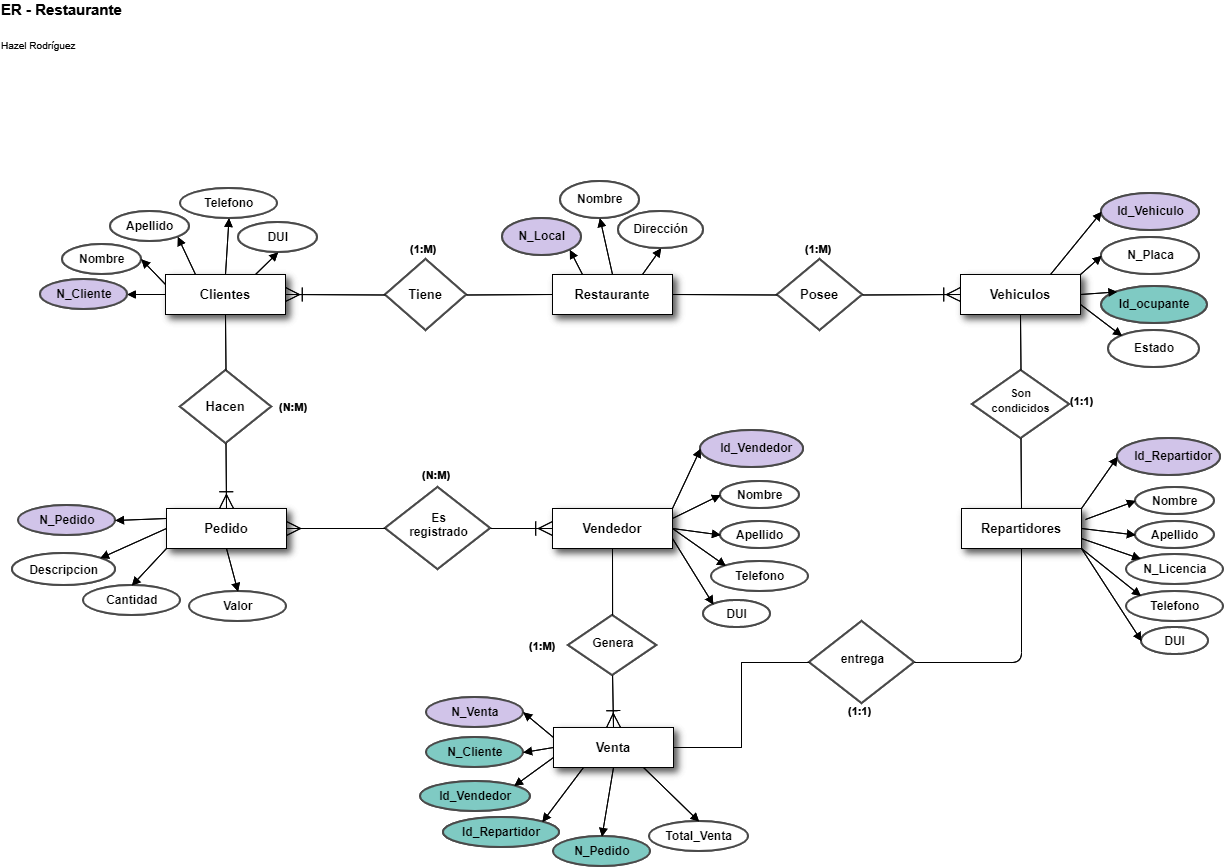 ER - Restaurante
Hazel Rodríguez
Telefono
Apellido
DUI
Nombre
N_Cliente
Clientes
(1:M)
Tiene
Nombre
N_Local
Dirección
Restaurante
(1:M)
Posee
Id_Vehiculo
N_Placa
Id_ocupante
Estado
Vehiculos
Hacen
(N:M)
Son
condicidos
(1:1)
N_Pedido
Descripcion
Cantidad
Valor
Pedido
(N:M)
Es
registrado
Vendedor
Id_Vendedor
Nombre
Apellido
Telefono
DUI
Repartidores
Id_Repartidor
Nombre
Apellido
N_Licencia
Telefono
DUI
(1:M)
Genera
entrega
(1:1)
Venta
N_Venta
N_Cliente
Id_Vendedor
Id_Repartidor
N_Pedido
Total_Venta